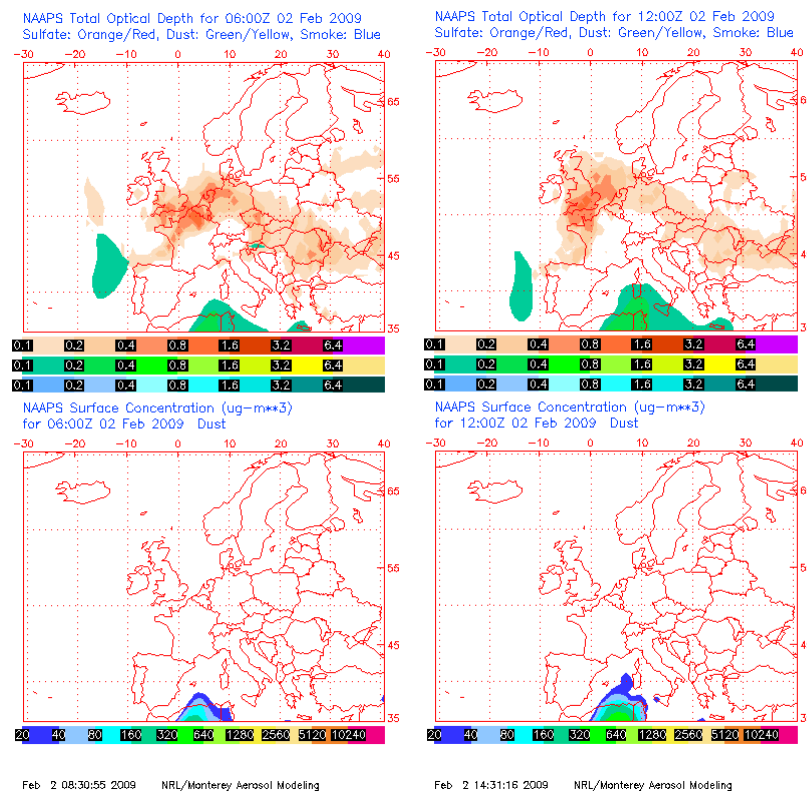 NAAPS Total Optical Depth for 06:00Z 02 Feb 2009
Sulfate: Orange/Red, Dust: Green/Yellow, Smoke: Blue
-30 -20 -10 0 10 20 30 40
65
55
45
35
0.1 0.2 0.4 0.8 1.6 3.2 6.4
0.1 0.2 0.4 0.8 1.6 3.2 6.4
0.1 0.2 0.4 0.8 1.6 3.2 6.4
NAAPS Total Optical Depth for 12:00Z 02 Feb 2009
Sulfate: Orange/Red, Dust: Green/Yellow, Smoke: Blue
-30 -20 -10 0 10 20 30 40
6
5
4
3
0.1 0.2 0.4 0.8 1.6 3.2 6.4
0.1 0.2 0.4 0.8 1.6 3.2 6.4
0.1 0.2 0.4 0.8 1.6 3.2 6.4
NAAPS Surface Concentration (ug-m**3)
for 06:00Z 02 Feb 2009 Dust
-30 -20 -10 0 10 20 30 40
65
55
45
35
20 40 80 160 320 640 1280 2560 5120 10240
Feb 2 08:30:55 2009 NRL/Monterey Aerosol Modeling
NAAPS Surface Concentration (ug-m**3)
for 12:00Z 02 Feb 2009 Dust
-30 -20 -10 0 10 20 30 40
6
5
4
3
20 40 80 160 320 640 1280 2560 5120 10240
Feb 2 14:31:16 2009 NRL/Monterey Aerosol Modeling